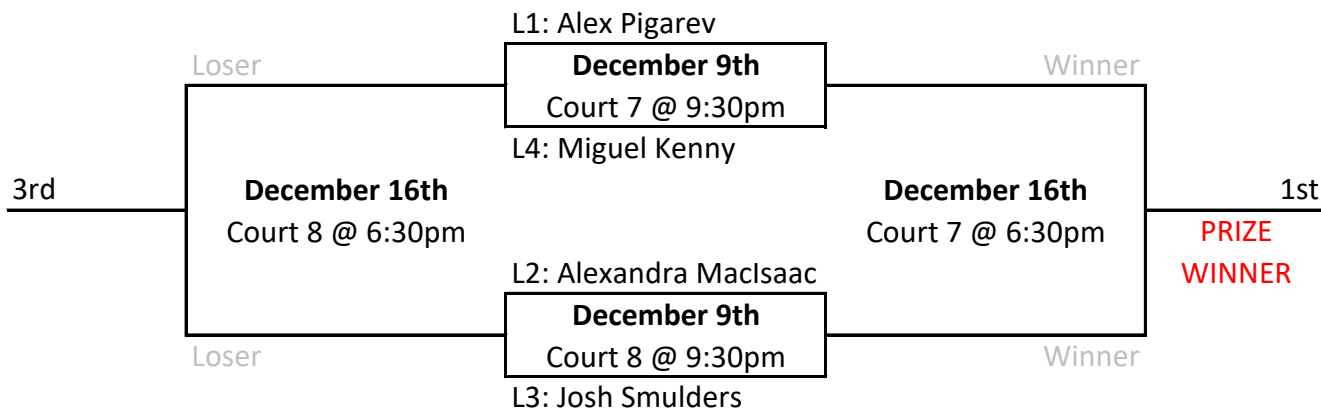 L1: Alex Pigarev
Loser
December 9th
Winner
Court 7 @ 9:30pm
L4: Miguel Kenny
3rd
December 16th
December 16th
1st
Court 8 @ 6:30pm
Court 7 @ 6:30pm
PRIZE
WINNER
L2: Alexandra MacIsaac
December 9th
Loser
Court 8 @ 9:30pm
Winner
L3: Josh Smulders